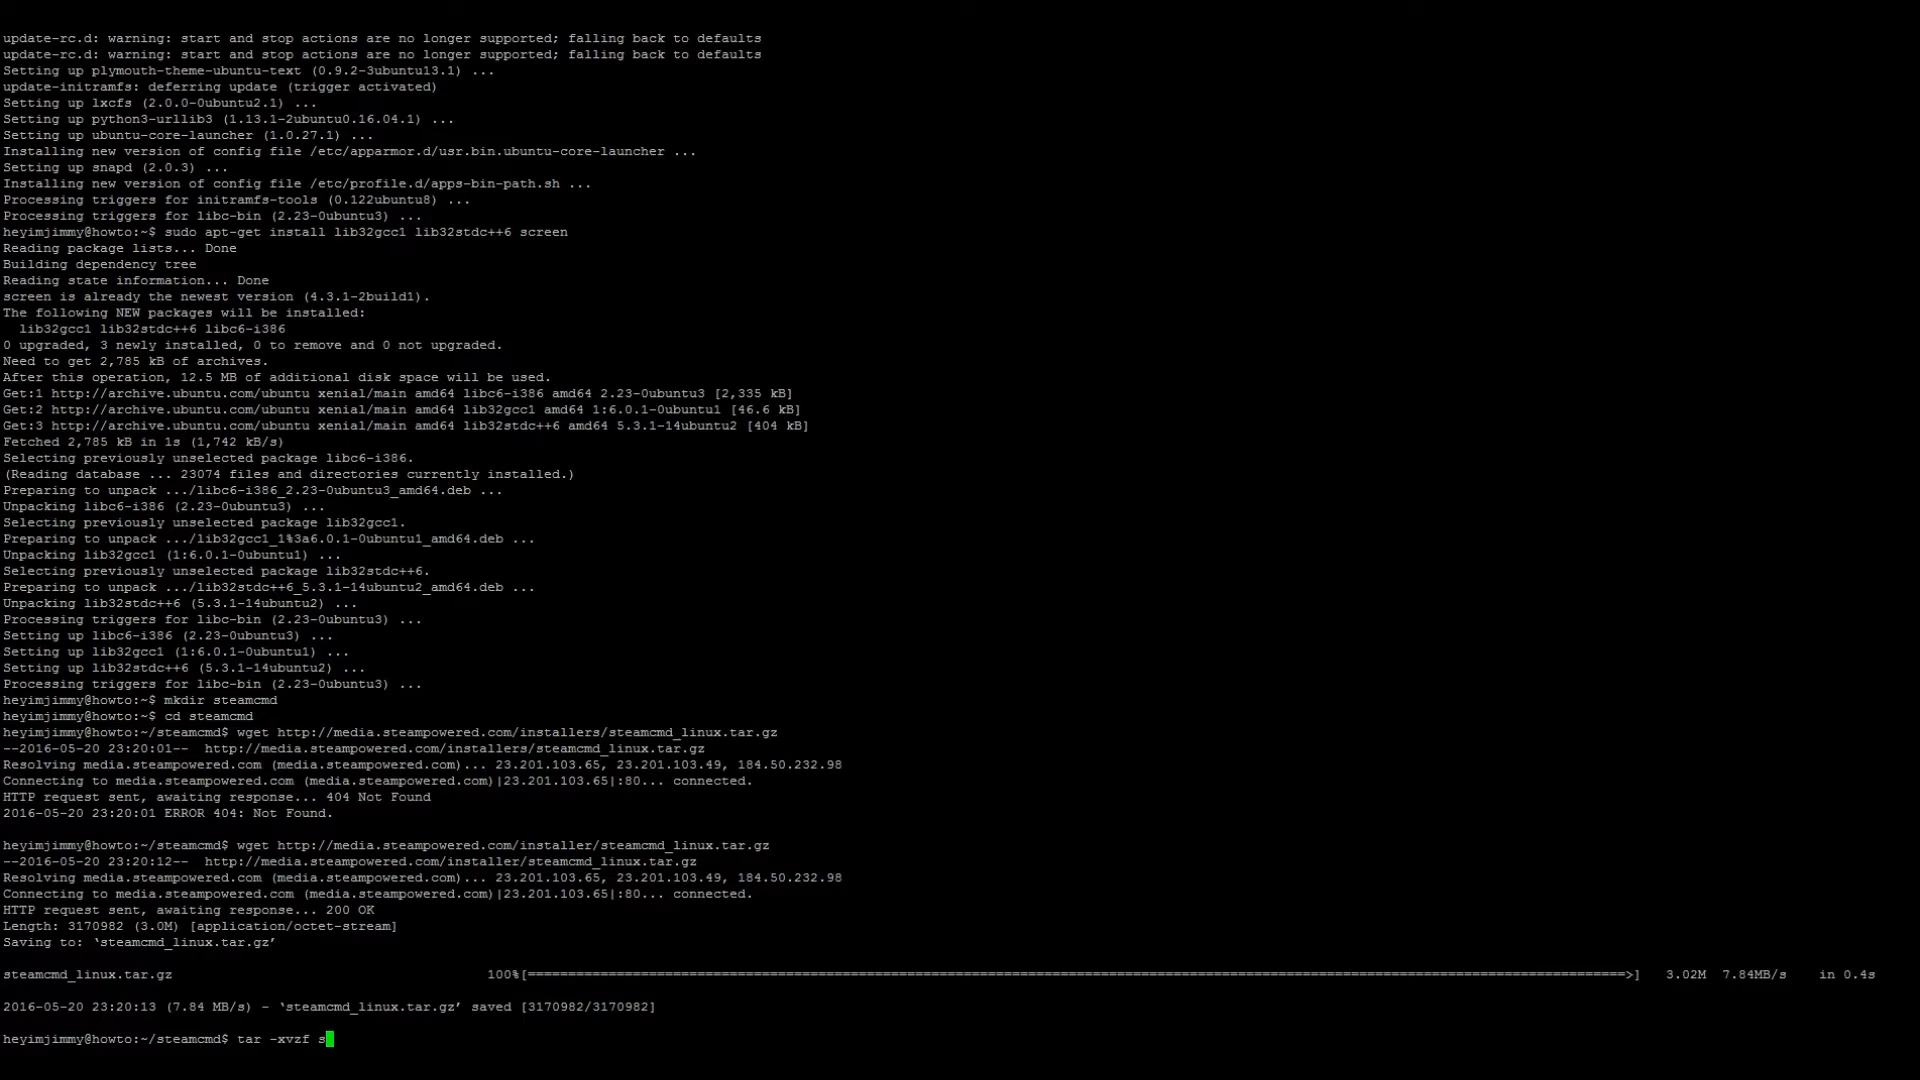 update-rc.d: warning: start and stop actions are no longer supported; falling back to defaults
update-rc.d: warning: start and stop actions are no longer supported; falling back to defaults
Setting up plymouth-theme-ubuntu-text (0.9.2-3ubuntu13.1) ...
update-initramfs: deferring update (trigger activated)
Setting up lxcfs (2.0.0-0ubuntu2.1) ...
Setting up python3-urllib3 (1.13.1-2ubuntu0.16.04.1) ...
Setting up ubuntu-core-launcher (1.0.27.1) ...
Installing new version of config file /etc/apparmor.d/usr.bin.ubuntu-core-launcher ...
Setting up snapd (2.0.3) ...
Installing new version of config file /etc/profile.d/apps-bin-path.sh ...
Processing triggers for initramfs-tools (0.122ubuntu8) ...
Processing triggers for libc-bin (2.23-0ubuntu3) ...
heyimjimmy@howto:~$ sudo apt-get install lib32gcc1 lib32stdc++6 screen
Reading package lists... Done
Building dependency tree
Reading state information... Done
screen is already the newest version (4.3.1-2build1).
The following NEW packages will be installed:
  lib32gcc1 lib32stdc++6 libc6-i386
0 upgraded, 3 newly installed, 0 to remove and 0 not upgraded.
Need to get 2,785 kB of archives.
After this operation, 12.5 MB of additional disk space will be used.
Get:1 http://archive.ubuntu.com/ubuntu xenial/main amd64 libc6-i386 amd64 2.23-0ubuntu3 [2,335 kB]
Get:2 http://archive.ubuntu.com/ubuntu xenial/main amd64 lib32gcc1 amd64 1:6.0.1-0ubuntu1 [46.6 kB]
Get:3 http://archive.ubuntu.com/ubuntu xenial/main amd64 lib32stdc++6 amd64 5.3.1-14ubuntu2 [404 kB]
Fetched 2,785 kB in 1s (1,742 kB/s)
Selecting previously unselected package libc6-i386.
(Reading database ... 23074 files and directories currently installed.)
Preparing to unpack .../libc6-i386_2.23-0ubuntu3_amd64.deb ...
Unpacking libc6-i386 (2.23-0ubuntu3) ...
Selecting previously unselected package lib32gcc1.
Preparing to unpack .../lib32gcc1_1%3a6.0.1-0ubuntu1_amd64.deb ...
Unpacking lib32gcc1 (1:6.0.1-0ubuntu1) ...
Selecting previously unselected package lib32stdc++6.
Preparing to unpack .../lib32stdc++6_5.3.1-14ubuntu2_amd64.deb ...
Unpacking lib32stdc++6 (5.3.1-14ubuntu2) ...
Processing triggers for libc-bin (2.23-0ubuntu3) ...
Setting up libc6-i386 (2.23-0ubuntu3) ...
Setting up lib32gcc1 (1:6.0.1-0ubuntu1) ...
Setting up lib32stdc++6 (5.3.1-14ubuntu2) ...
Processing triggers for libc-bin (2.23-0ubuntu3) ...
heyimjimmy@howto:~$ mkdir steamcmd
heyimjimmy@howto:~$ cd steamcmd
heyimjimmy@howto:~/steamcmd$ wget http://media.steampowered.com/installers/steamcmd_linux.tar.gz
--2016-05-20 23:20:01--  http://media.steampowered.com/installers/steamcmd_linux.tar.gz
Resolving media.steampowered.com (media.steampowered.com)... 23.201.103.65, 23.201.103.49, 184.50.232.98
Connecting to media.steampowered.com (media.steampowered.com)|23.201.103.65|:80... connected.
HTTP request sent, awaiting response... 404 Not Found
2016-05-20 23:20:01 ERROR 404: Not Found.
heyimjimmy@howto:~/steamcmd$ wget http://media.steampowered.com/installer/steamcmd_linux.tar.gz
--2016-05-20 23:20:12--  http://media.steampowered.com/installer/steamcmd_linux.tar.gz
Resolving media.steampowered.com (media.steampowered.com)... 23.201.103.65, 23.201.103.49, 184.50.232.98
Connecting to media.steampowered.com (media.steampowered.com)|23.201.103.65|:80... connected.
HTTP request sent, awaiting response... 200 OK
Length: 3170982 (3.0M) [application/octet-stream]
Saving to: ‘steamcmd_linux.tar.gz’
steamcmd_linux.tar.gz 100%[=========================================================>] 3.02M 7.84MB/s in 0.4s
2016-05-20 23:20:13 (7.84 MB/s) - ‘steamcmd_linux.tar.gz’ saved [3170982/3170982]
heyimjimmy@howto:~/steamcmd$ tar -xvzf s